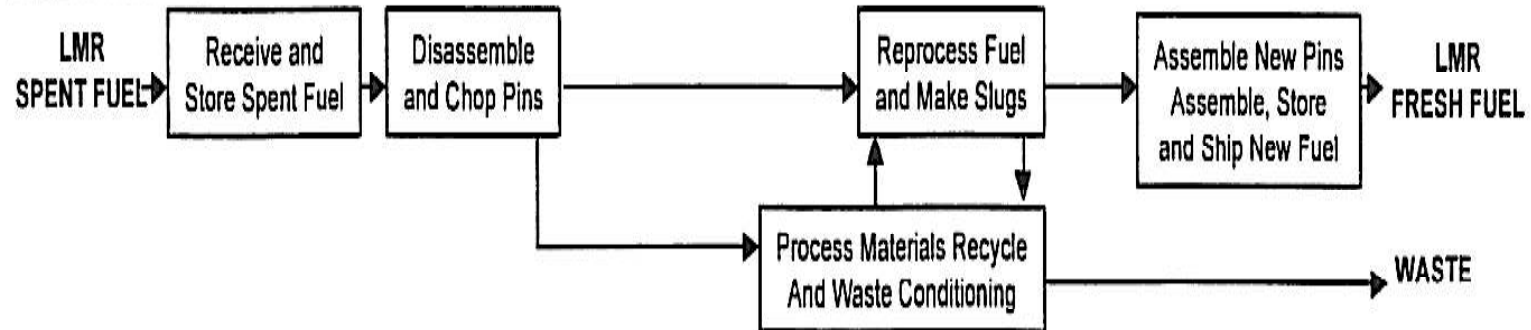 LMR
SPENT FUEL
Receive and
Store Spent Fuel
Disassemble
and Chop Pins
Reprocess Fuel
and Make Slugs
Assemble New Pins
Assemble, Store
and Ship New Fuel
LMR
FRESH FUEL
Process Materials Recycle
And Waste Conditioning
WASTE